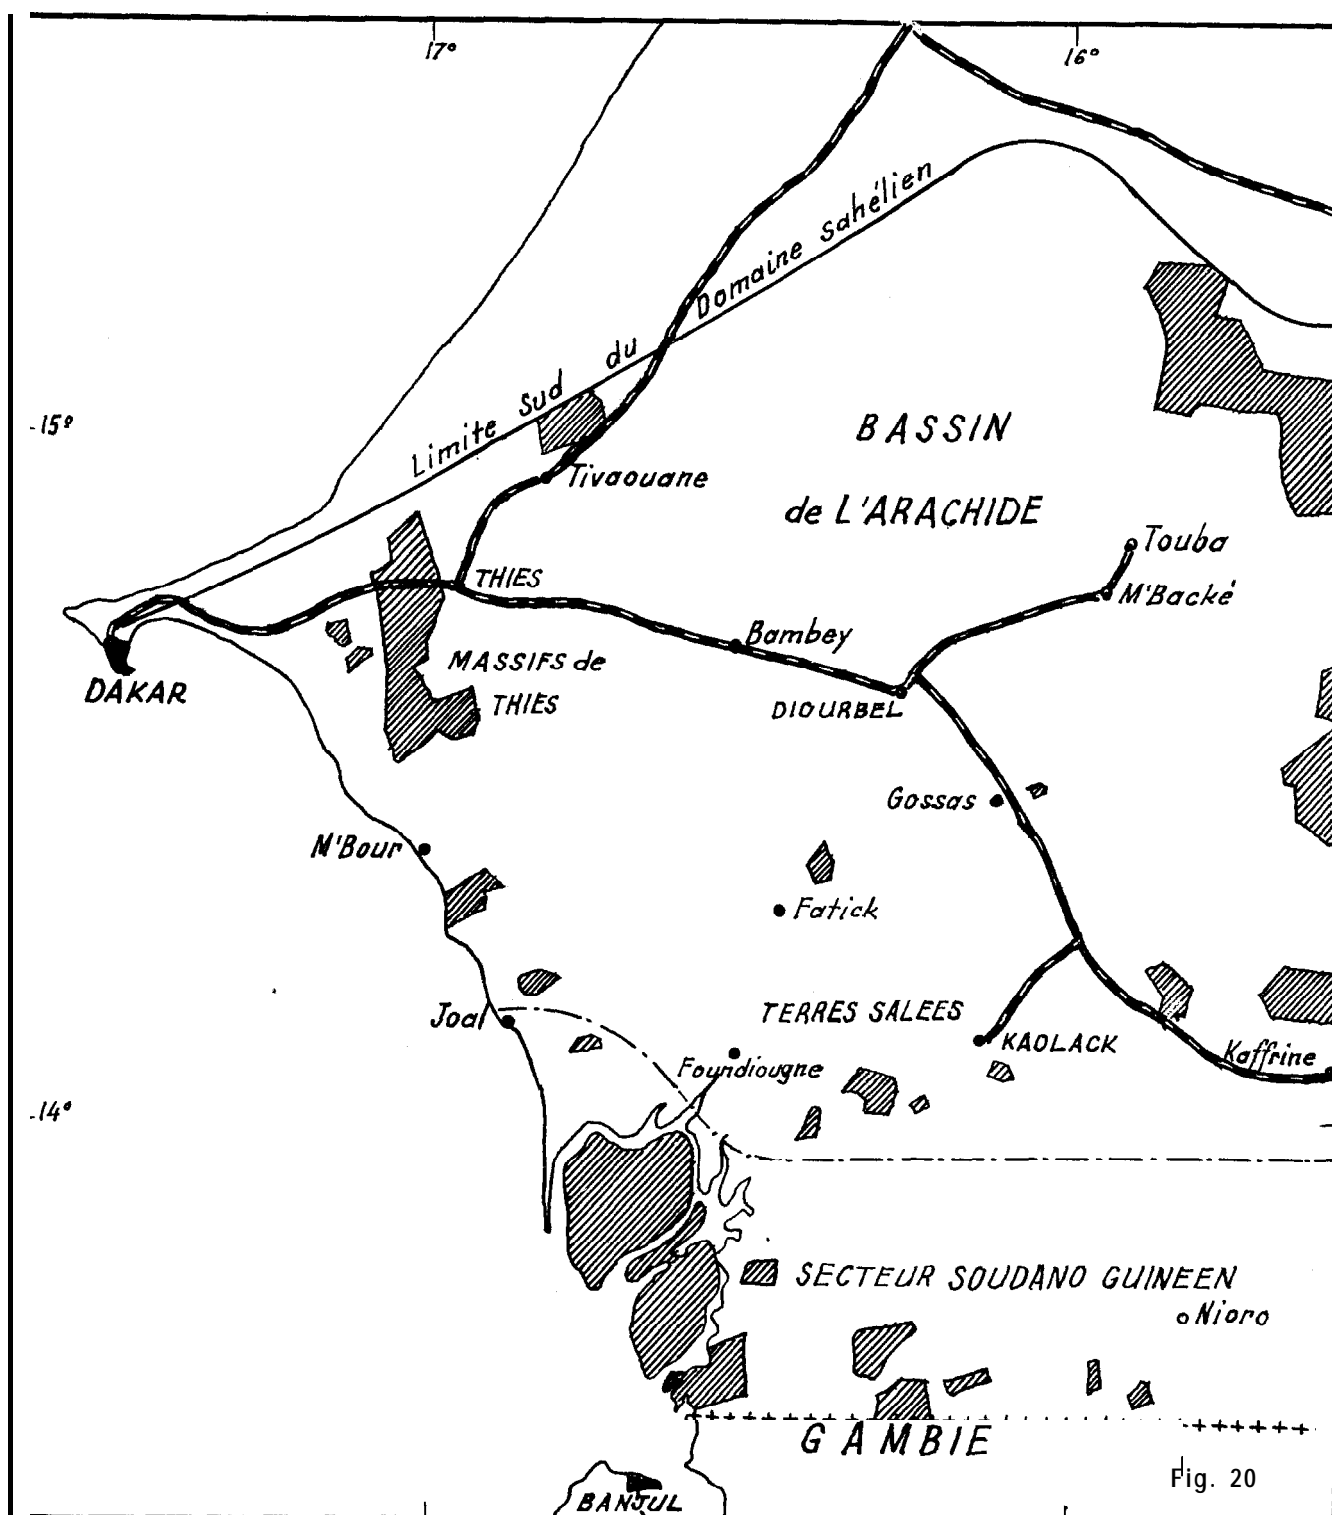 17°
16°
Limite Sud du Domaine Sahélien
-15°
BASSIN
de L'ARACHIDE
Tivaouane
Touba
THIES
M'Backé
Bambey
MASSIFS de
THIES
DAKAR
DIOURBEL
Gossas
M'Bour
Fatick
Joal
TERRES SALEES
KAOLACK
Kaffrine
Foundiougne
-14°
SECTEUR SOUDANO GUINEEN
Nioro
GAMBIE
Fig. 20
BANJUL